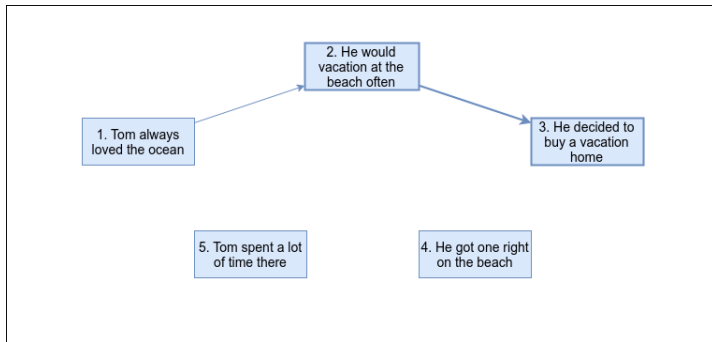 2. He would
vacation at the
beach often
1. Tom always
loved the ocean
3. He decided to
buy a vacation
home
5. Tom spent a lot
of time there
4. He got one right
on the beach